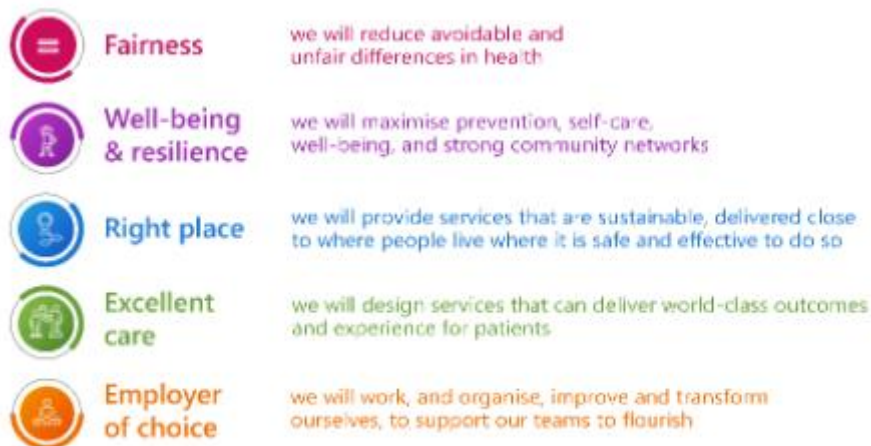 Fairness
we will reduce avoidable and
unfair differences in health
Well-being
& resilience
we will maximise prevention, self-care,
well-being, and strong community networks
Right place
we will provide services that are sustainable, delivered close
to where people live where it is safe and effective to do so
Excellent
care
we will design services that can deliver world-class outcomes
and experience for patients
Employer
of choice
we will work, and organise, improve and transform
ourselves, to support our teams to flourish